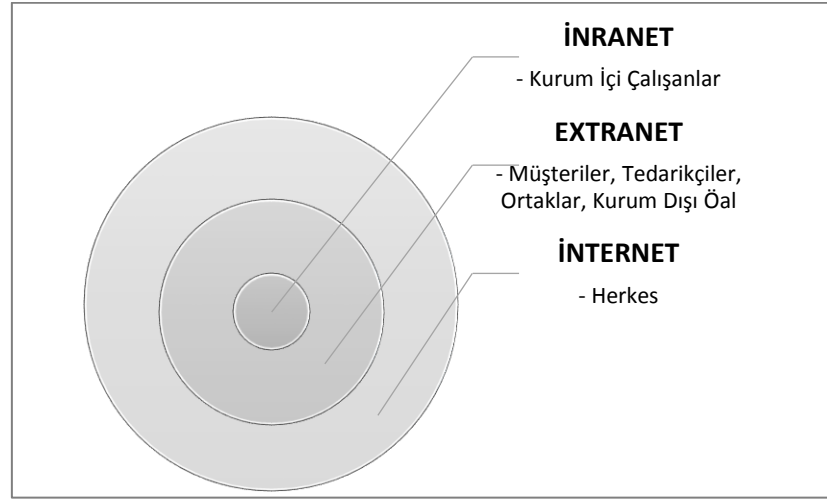 İNRANET
- Kurum İçi Çalışanlar
EXTRANET
- Müşteriler, Tedarikçiler,
Ortaklar, Kurum Dışı Öal
İNTERNET
- Herkes